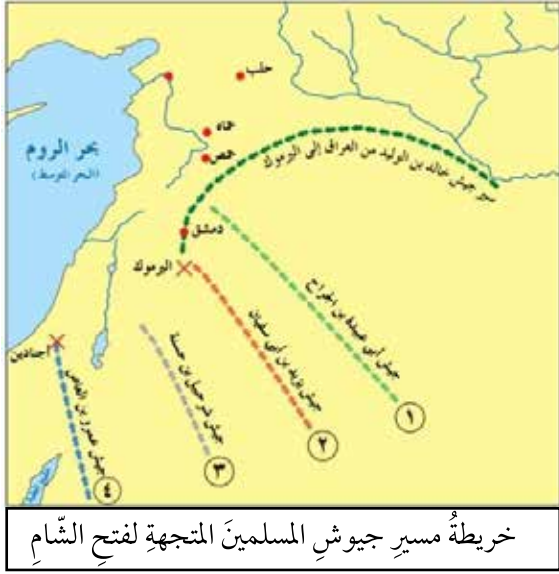 حلب
حماه
حمص
بحر الروم
(البحر المتوسط)
سير جيش خالد بن الوليد من العراق إلى اليرموك
دمشق
اليرموك
أجنادين
جيش أبي عبيدة بن الجراح
١
جيش يزيد بن أبي سفيان
٢
جيش شرحبيل بن حسنة
٣
جيش عمرو بن العاص
٤
خريطةُ مسيرِ جيوشِ المسلمينَ المتجهةِ لفتحِ الشّامِ